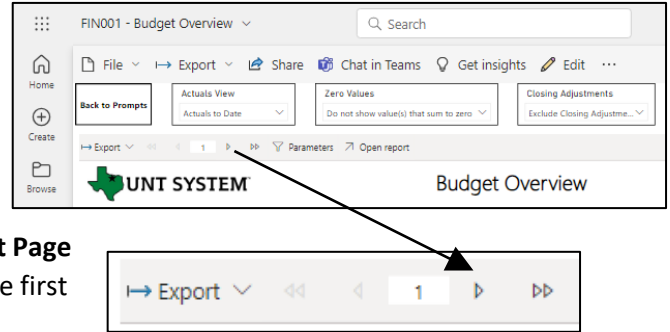 FIN001 - Budget Overview
Search
Home
File Export Share Chat in Teams Get insights Edit ...
Create
Back to Prompts
Actuals View
Actuals to Date
Zero Values
Do not show value(s) that sum to zero
Closing Adjustments
Exclude Closing Adjustme...
Browse
Export 1 Parameters Open report
UNT SYSTEM Budget Overview
t Page
e first
Export 1